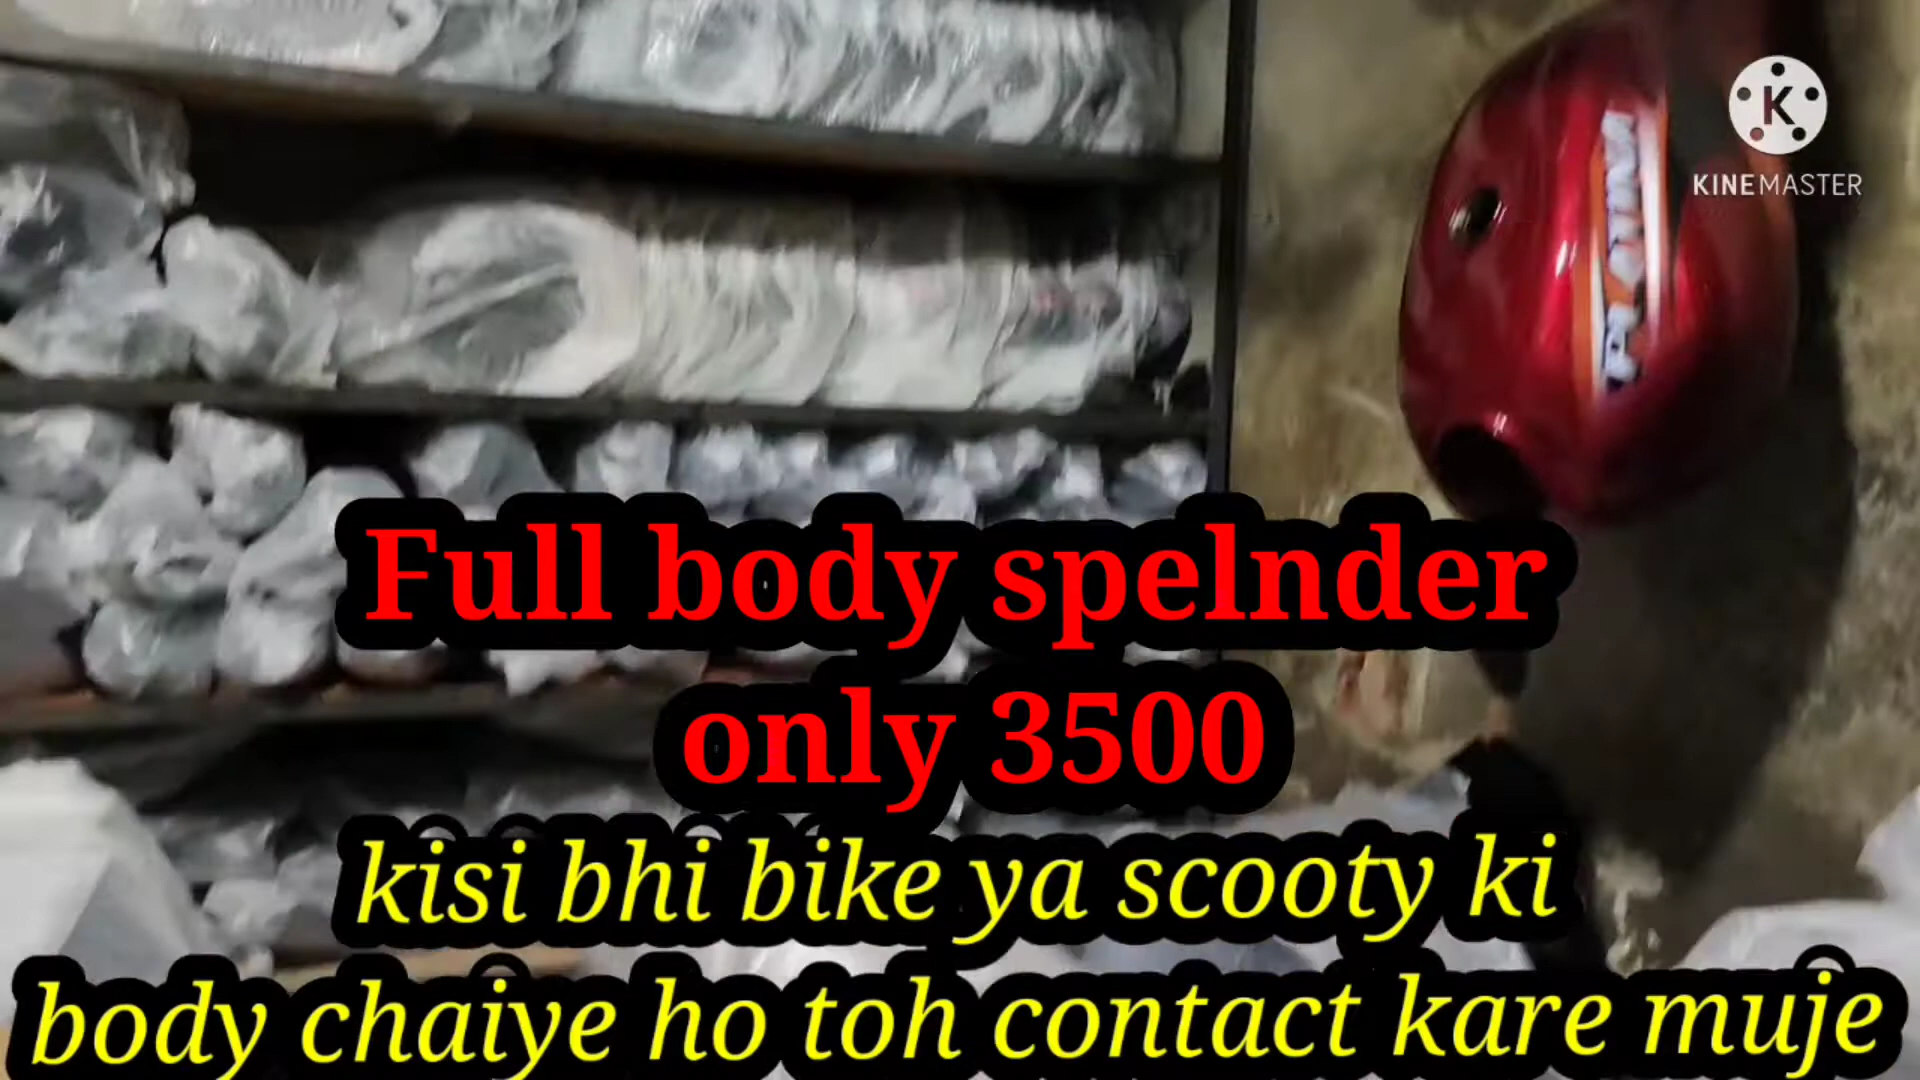 K
KINEMASTER
PLATINA
Full body spelnder
only 3500
kisi bhi bike ya scooty ki
body chaiye ho toh contact kare muje